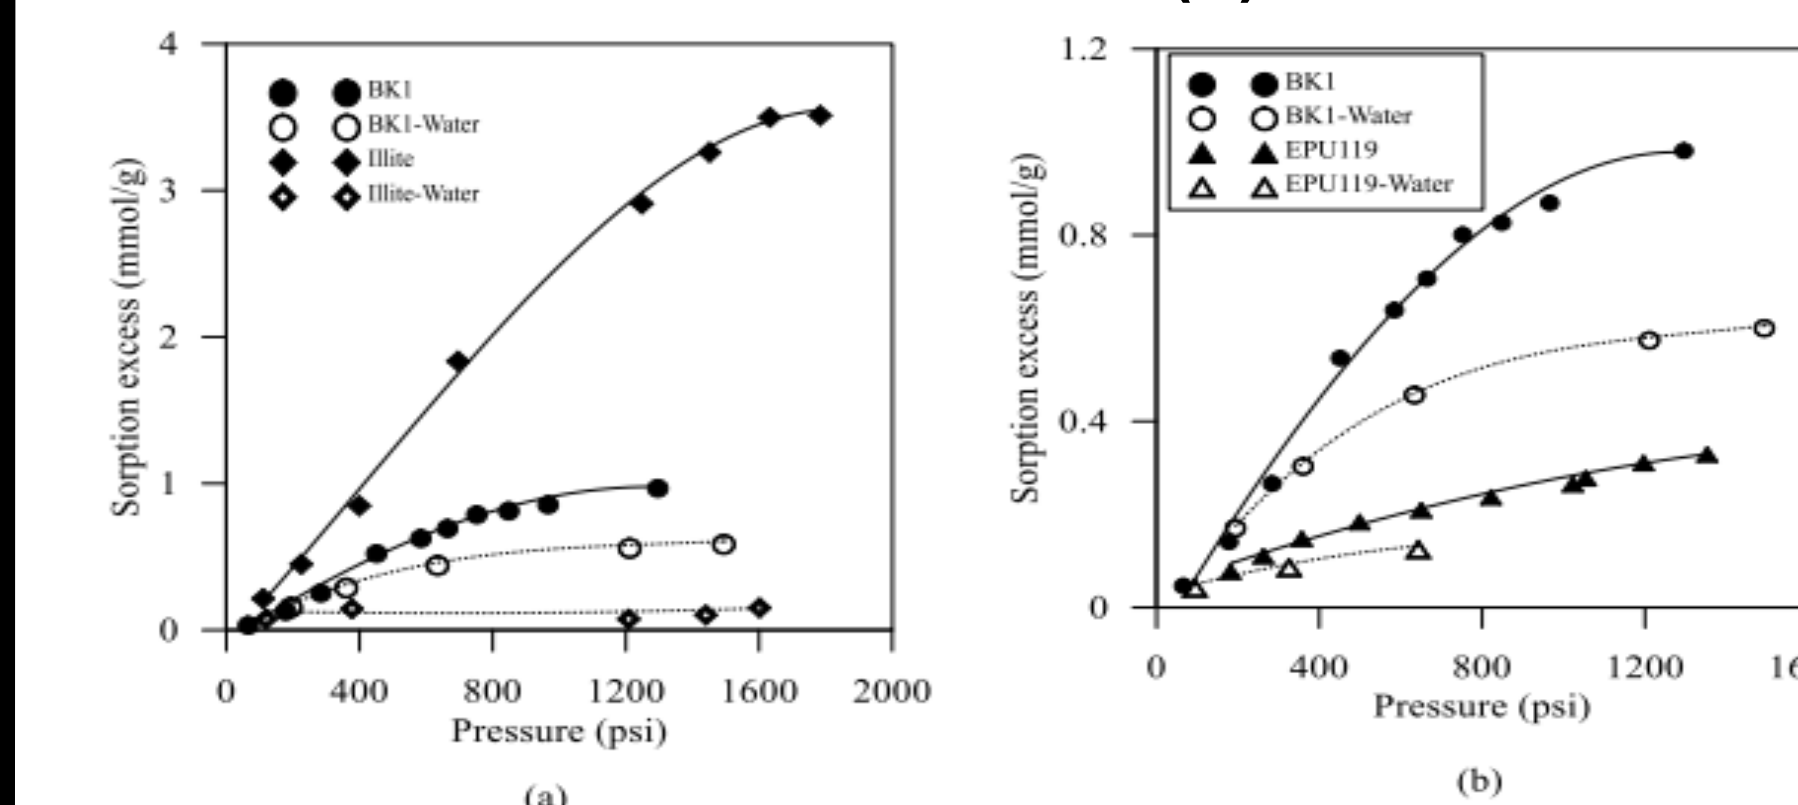 4
3
2
1
0
Sorption excess (mmol/g)
BK1
BK1-Water
Illite
Illite-Water
0 400 800 1200 1600 2000
Pressure (psi)
(a)
1.2
0.8
0.4
0
Sorption excess (mmol/g)
BK1
BK1-Water
EPU119
EPU119-Water
0 400 800 1200
Pressure (psi)
(b)